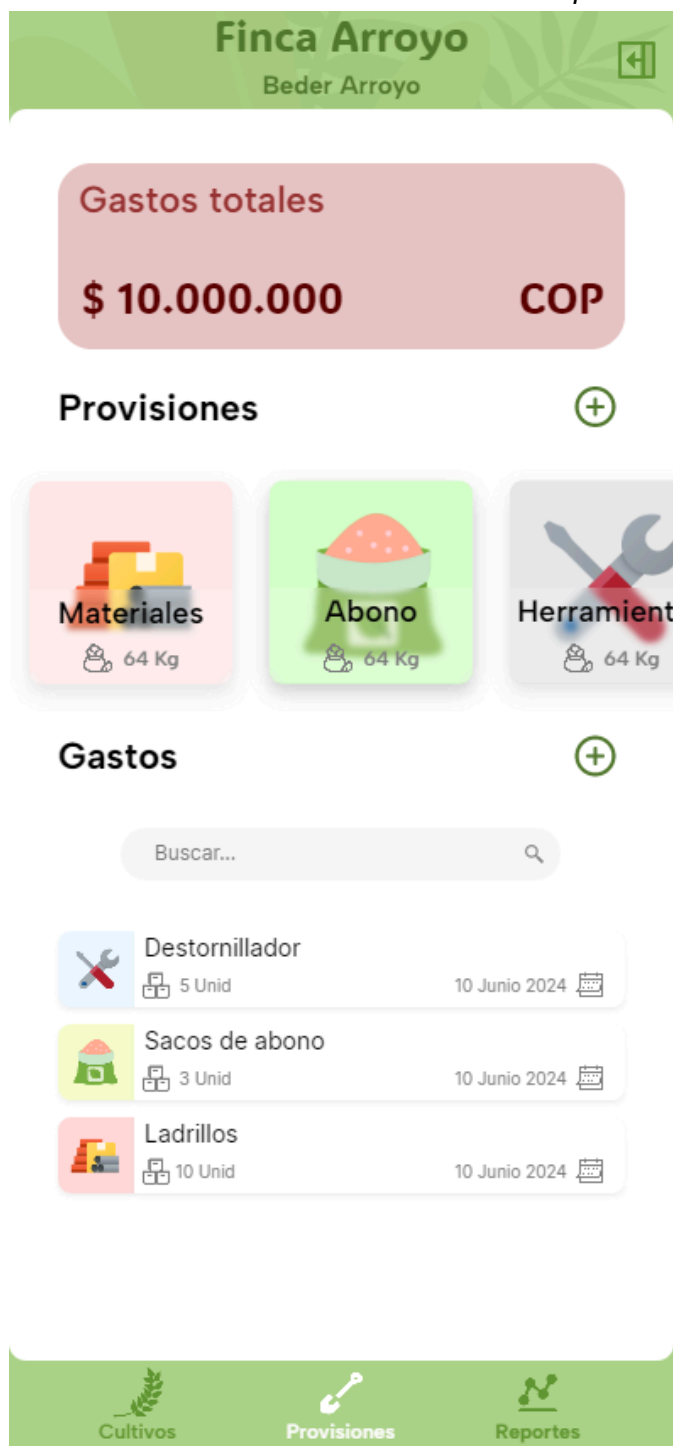 Finca Arroyo
Beder Arroyo
Gastos totales
$ 10.000.000 COP
Provisiones
Materiales Abono Herramient
64 Kg 64 Kg 64 Kg
Gastos
Buscar...
Destornillador
5 Unid 10 Junio 2024
Sacos de abono
3 Unid 10 Junio 2024
Ladrillos
10 Unid 10 Junio 2024
Cultivos Provisiones Reportes